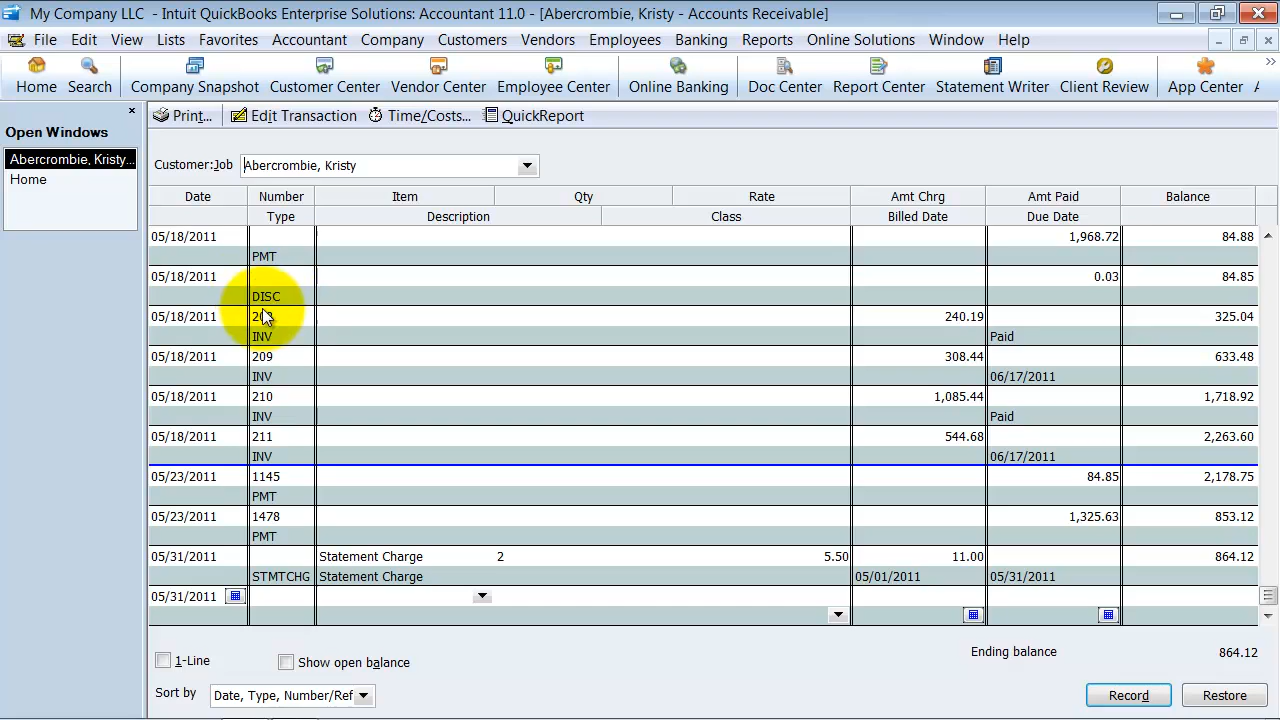 My Company LLC - Intuit QuickBooks Enterprise Solutions: Accountant 11.0 - [Abercrombie, Kristy - Accounts Receivable]
File Edit View Lists Favorites Accountant Company Customers Vendors Employees Banking Reports Online Solutions Window Help
Home Search Company Snapshot Customer Center Vendor Center Employee Center Online Banking Doc Center Report Center Statement Writer Client Review App Center
Open Windows
Abercrombie, Kristy...
Home
Print... Edit Transaction Time/Costs... QuickReport
Customer:Job Abercrombie, Kristy
Date Number Item Qty Rate Amt Chrg Amt Paid Balance
Type Description Class Billed Date Due Date
05/18/2011 1,968.72 84.88
PMT
05/18/2011 0.03 84.85
DISC
05/18/2011 240.19 325.04
INV Paid
05/18/2011 209 308.44 633.48
INV 06/17/2011
05/18/2011 210 1,085.44 1,718.92
INV Paid
05/18/2011 211 544.68 2,263.60
INV 06/17/2011
05/23/2011 1145 84.85 2,178.75
PMT
05/23/2011 1478 1,325.63 853.12
PMT
05/31/2011 Statement Charge 2 5.50 11.00 864.12
STMTCHG Statement Charge 05/01/2011 05/31/2011
05/31/2011
1-Line Show open balance Ending balance 864.12
Sort by Date, Type, Number/Ref Record Restore